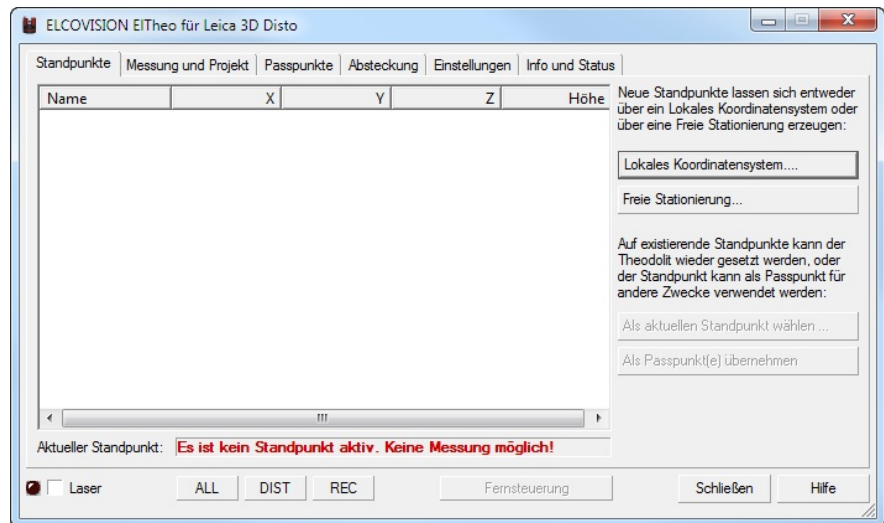 ELCOVISION ElTheo für Leica 3D Disto
Standpunkte Messung und Projekt Passpunkte Absteckung Einstellungen Info und Status
Name X Y Z Höhe
Neue Standpunkte lassen sich entweder
über ein Lokales Koordinatensystem oder
über eine Freie Stationierung erzeugen:
Lokales Koordinatensystem....
Freie Stationierung...
Auf existierende Standpunkte kann der
Theodolit wieder gesetzt werden, oder
der Standpunkt kann als Passpunkt für
andere Zwecke verwendet werden:
Als aktuellen Standpunkt wählen ...
Als Passpunkt(e) übernehmen
Aktueller Standpunkt: Es ist kein Standpunkt aktiv. Keine Messung möglich!
Laser ALL DIST REC Fernsteuerung Schließen Hilfe